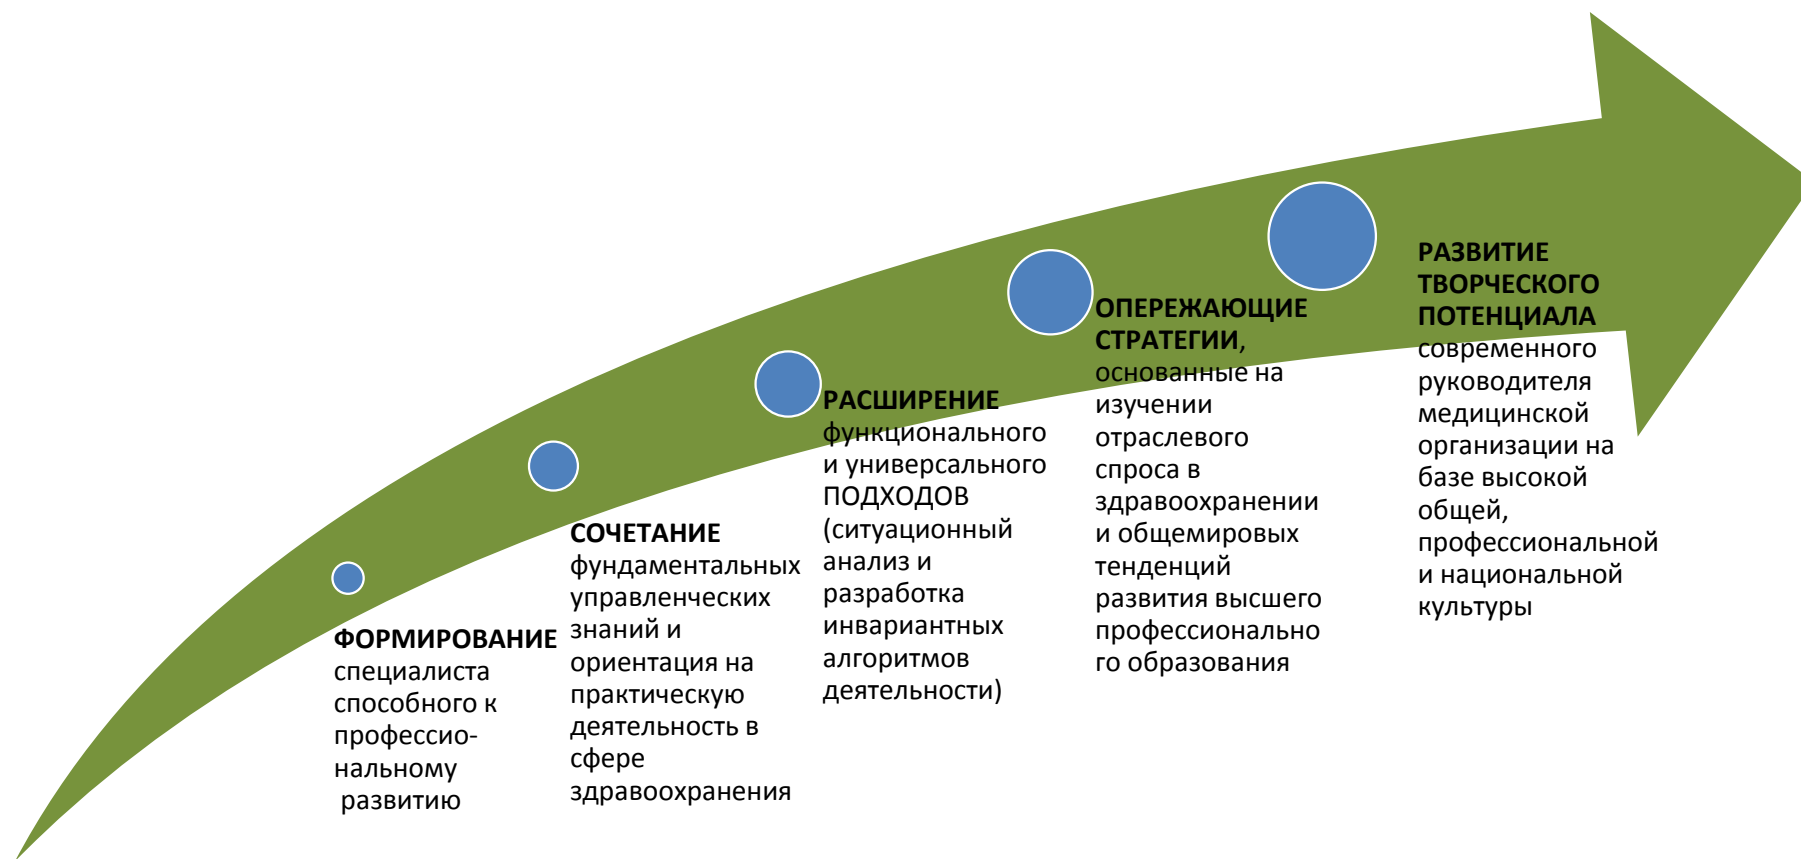 ФОРМИРОВАНИЕ
специалиста
способного к
профессио-
нальному
развитию
СОЧЕТАНИЕ
фундаментальных
управленческих
знаний и
ориентация на
практическую
деятельность в
сфере
здравоохранения
РАСШИРЕНИЕ
функционального
и универсального
ПОДХОДОВ
(ситуационный
анализ и
разработка
инвариантных
алгоритмов
деятельности)
ОПЕРЕЖАЮЩИЕ
СТРАТЕГИИ,
основанные на
изучении
отраслевого
спроса в
здравоохранении
и общемировых
тенденций
развития высшего
профессионально
го образования
РАЗВИТИЕ
ТВОРЧЕСКОГО
ПОТЕНЦИАЛА
современного
руководителя
медицинской
организации на
базе высокой
общей,
профессиональной
и национальной
культуры